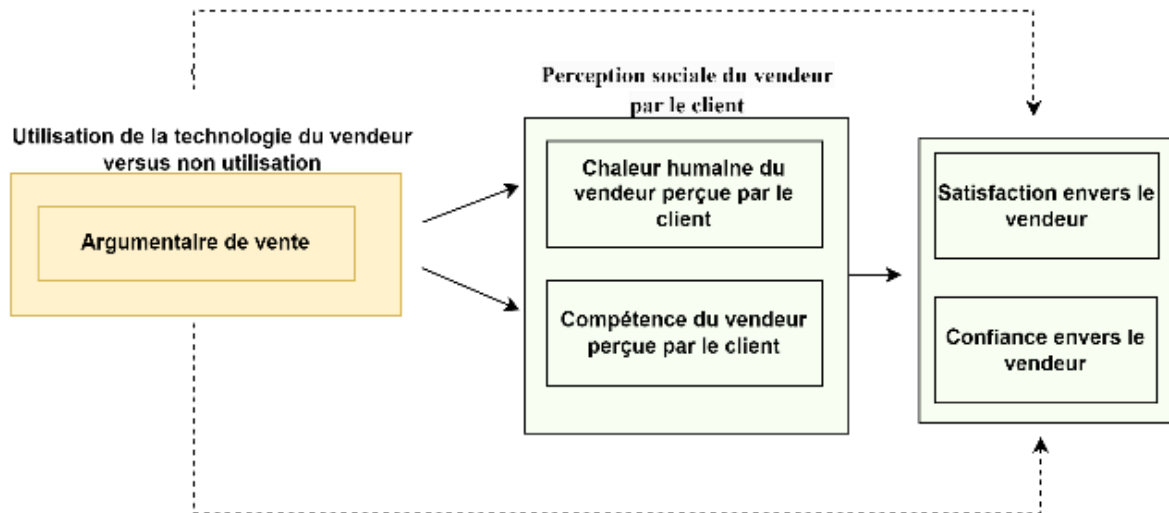 Perception sociale du vendeur
par le client
Utilisation de la technologie du vendeur
versus non utilisation
Argumentaire de vente
Chaleur humaine du
vendeur perçue par le
client
Compétence du vendeur
perçue par le client
Satisfaction envers le
vendeur
Confiance envers le
vendeur